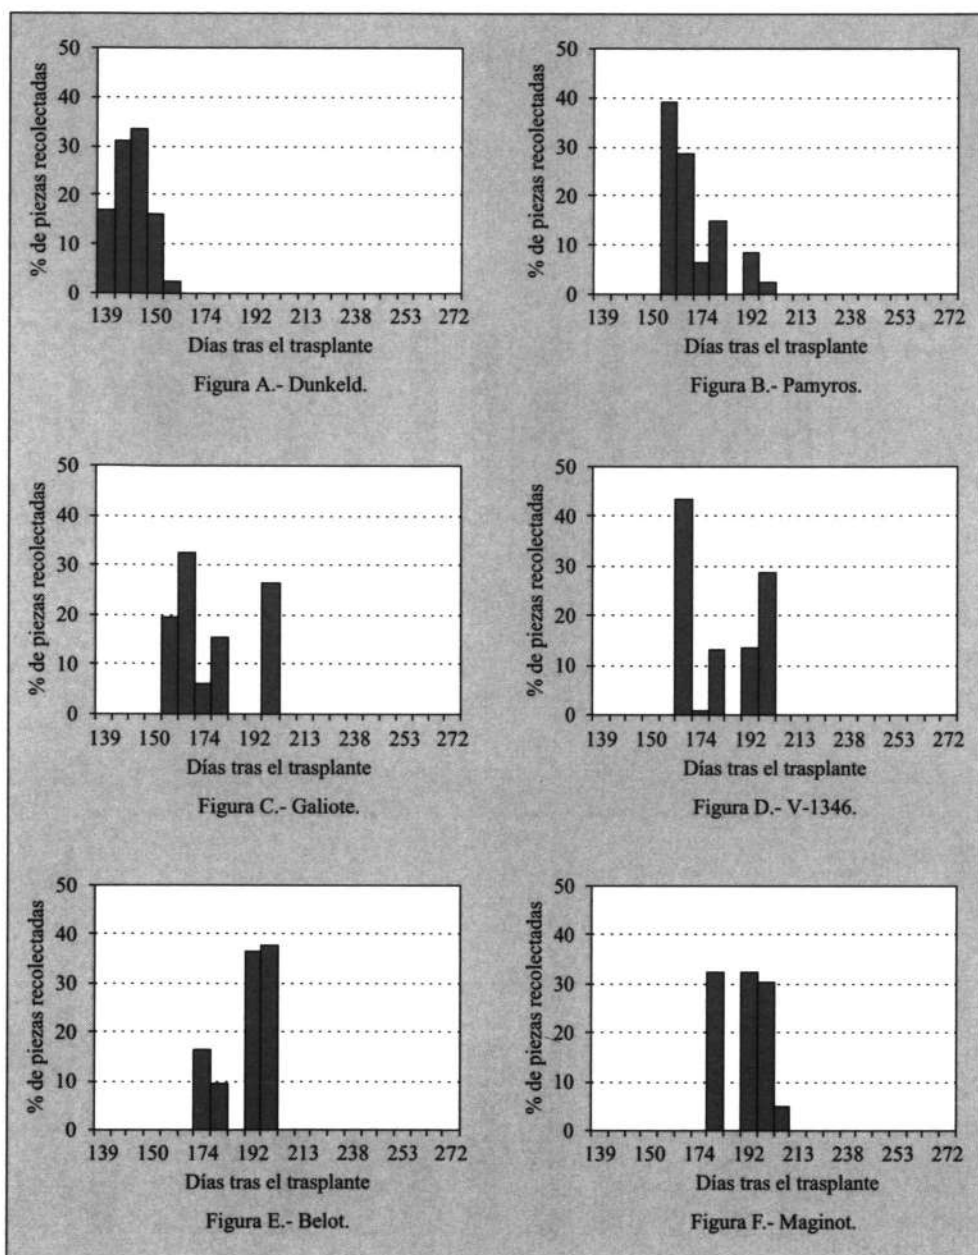 50
40
30
20
10
0
% de piezas recolectadas
139 150 174 192 213 238 253 272
Días tras el trasplante
Figura A.- Dunkeld.
50
40
30
20
10
0
% de piezas recolectadas
139 150 174 192 213 238 253 272
Días tras el trasplante
Figura B.- Pamyros.
50
40
30
20
10
0
% de piezas recolectadas
139 150 174 192 213 238 253 272
Días tras el trasplante
Figura C.- Galiote.
50
40
30
20
10
0
% de piezas recolectadas
139 150 174 192 213 238 253 272
Días tras el trasplante
Figura D.- V-1346.
50
40
30
20
10
0
% de piezas recolectadas
139 150 174 192 213 238 253 272
Días tras el trasplante
Figura E.- Belot.
50
40
30
20
10
0
% de piezas recolectadas
139 150 174 192 213 238 253 272
Días tras el trasplante
Figura F.- Maginot.